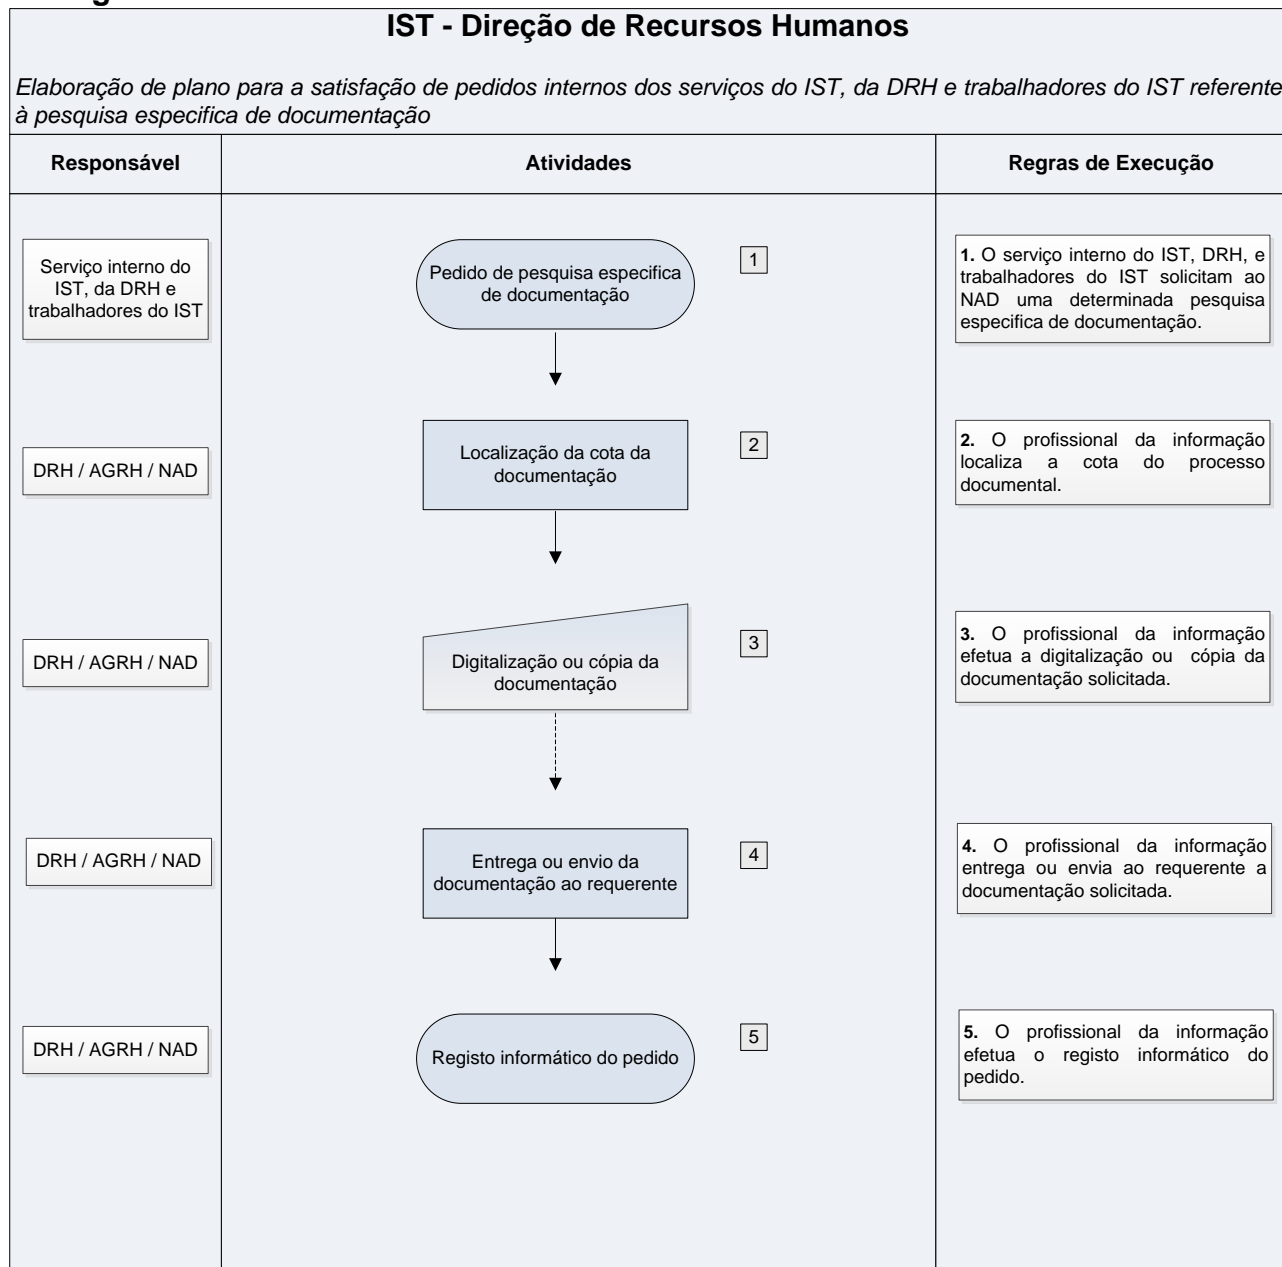 IST - Direção de Recursos Humanos
Elaboração de plano para a satisfação de pedidos internos dos serviços do IST, da DRH e trabalhadores do IST referente
à pesquisa especifica de documentação
Responsável
Atividades
Regras de Execução
Serviço interno do
IST, da DRH e
trabalhadores do IST
Pedido de pesquisa especifica
de documentação
1
1. O serviço interno do IST, DRH, e
trabalhadores do IST solicitam ao
NAD uma determinada pesquisa
especifica de documentação.
DRH / AGRH / NAD
Localização da cota da
documentação
2
2. O profissional da informação
localiza a cota do processo
documental.
DRH / AGRH / NAD
Digitalização ou cópia da
documentação
3
3. O profissional da informação
efetua a digitalização ou cópia da
documentação solicitada.
DRH / AGRH / NAD
Entrega ou envio da
documentação ao requerente
4
4. O profissional da informação
entrega ou envia ao requerente a
documentação solicitada.
DRH / AGRH / NAD
Registo informático do pedido
5
5. O profissional da informação
efetua o registo informático do
pedido.